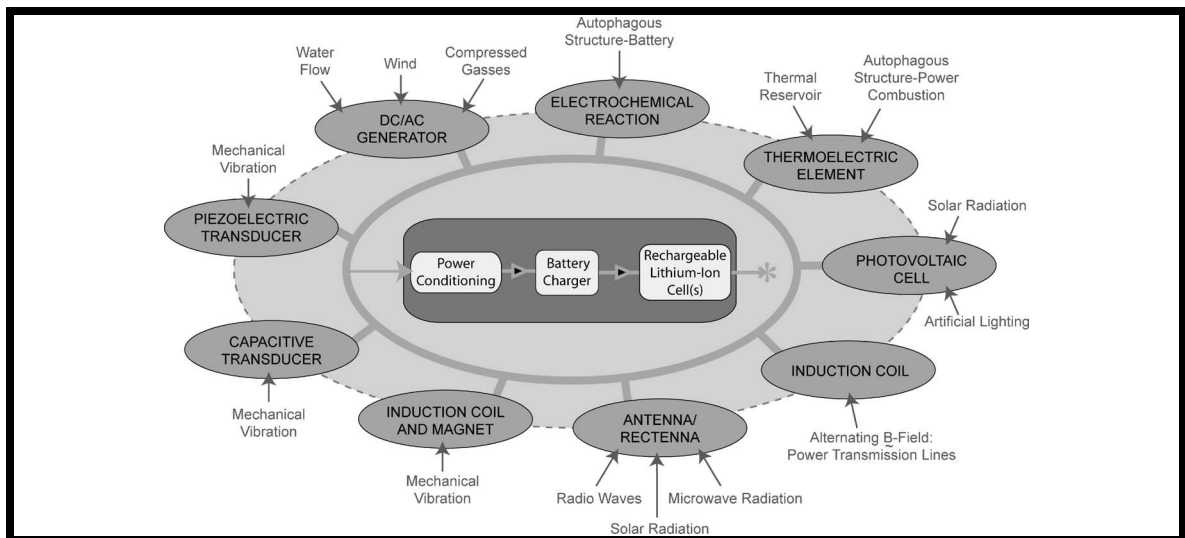 Autophagous
Structure-Battery
Water
Flow
Wind
Compressed
Gasses
DC/AC
GENERATOR
ELECTROCHEMICAL
REACTION
Thermal
Reservoir
Autophagous
Structure-Power
Combustion
THERMOELECTRIC
ELEMENT
Mechanical
Vibration
PIEZOELECTRIC
TRANSDUCER
Solar Radiation
PHOTOVOLTAIC
CELL
Artificial Lighting
Power
Conditioning
Battery
Charger
Rechargeable
Lithium-Ion
Cell(s)
*
CAPACITIVE
TRANSDUCER
Mechanical
Vibration
INDUCTION COIL
AND MAGNET
Mechanical
Vibration
ANTENNA/
RECTENNA
Radio Waves
Solar Radiation
Microwave Radiation
INDUCTION COIL
Alternating B̰-Field:
Power Transmission Lines